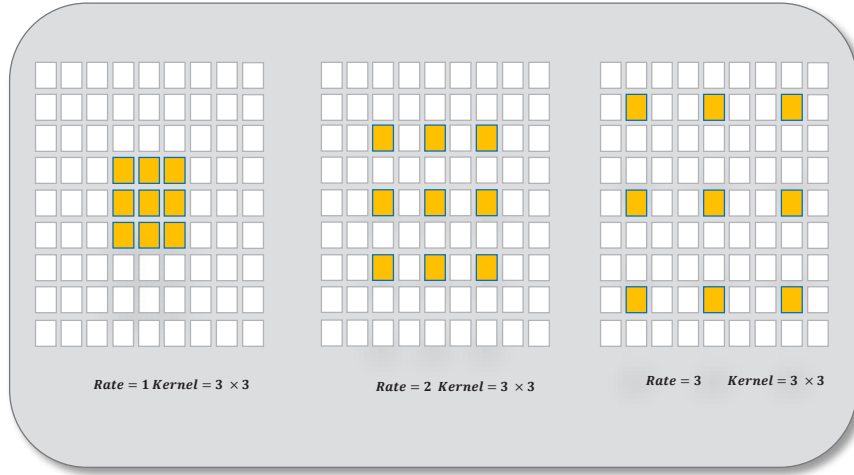 Rate = 1 Kernel = 3 × 3
Rate = 2 Kernel = 3 × 3
Rate = 3 Kernel = 3 × 3